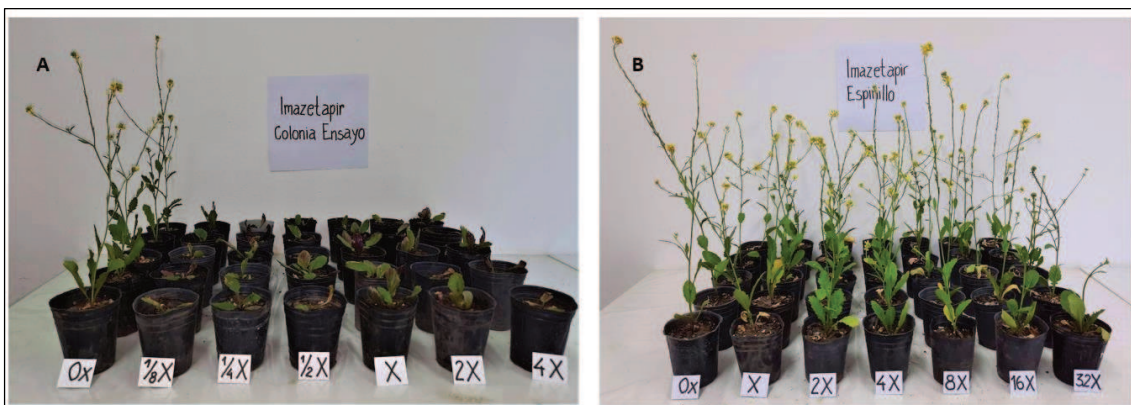 A
Imazetapir
Colonia Ensayo
0x
1/8X
1/4X
1/2X
X
2X
4X
B
Imazetapir
Espinillo
0x
X
2X
4X
8X
16X
32X